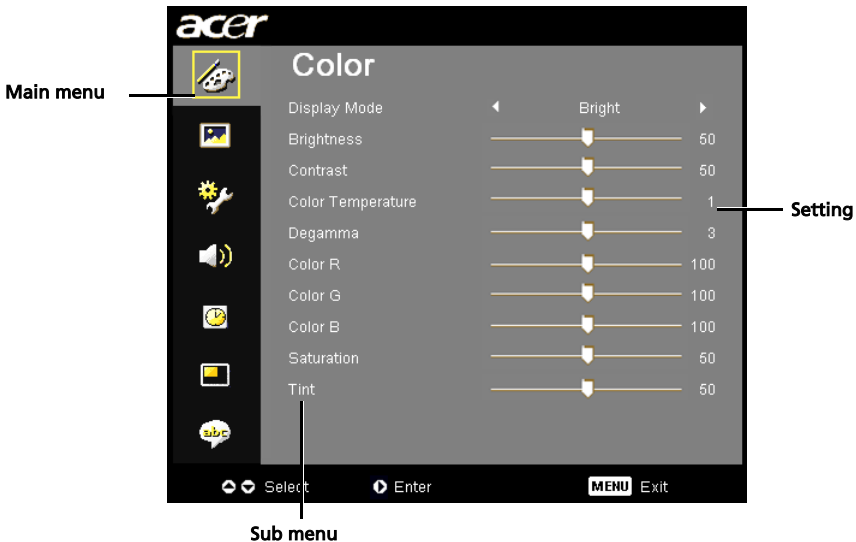 acer
Color
Main menu
Display Mode Bright
Brightness 50
Contrast 50
Color Temperature 1
Setting
Degamma 3
Color R 100
Color G 100
Color B 100
Saturation 50
Tint 50
abc
Select Enter MENU Exit
Sub menu